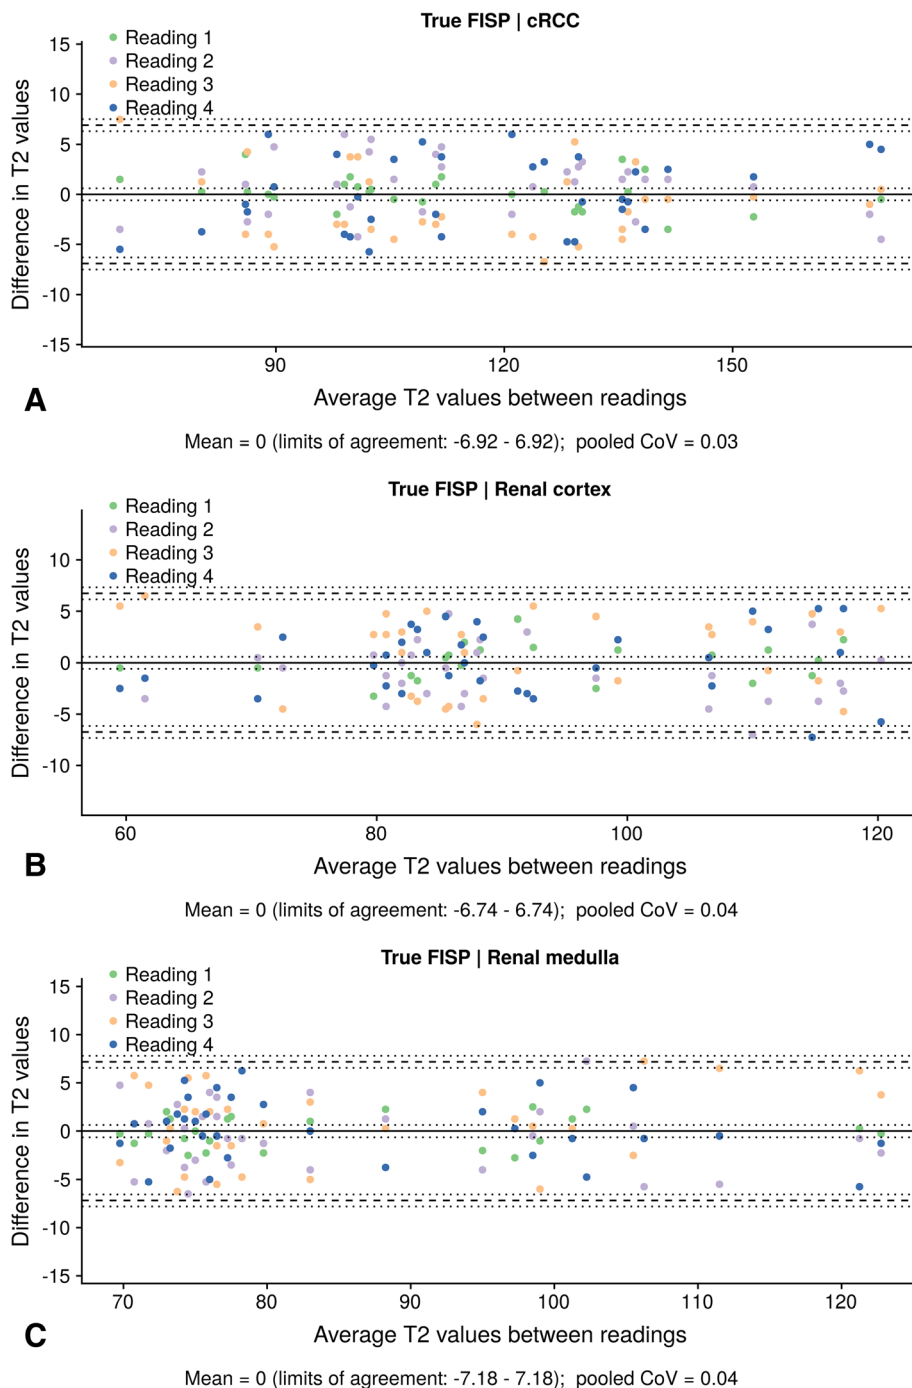 True FISP | cRCC
Reading 1
Reading 2
Reading 3
Reading 4
15
10
5
0
-5
-10
-15
Difference in T2 values
90 120 150
Average T2 values between readings
A
Mean = 0 (limits of agreement: -6.92 - 6.92); pooled CoV = 0.03
True FISP | Renal cortex
Reading 1
Reading 2
Reading 3
Reading 4
10
5
0
-5
-10
Difference in T2 values
60 80 100 120
Average T2 values between readings
B
Mean = 0 (limits of agreement: -6.74 - 6.74); pooled CoV = 0.04
True FISP | Renal medulla
Reading 1
Reading 2
Reading 3
Reading 4
15
10
5
0
-5
-10
-15
Difference in T2 values
70 80 90 100 110 120
Average T2 values between readings
C
Mean = 0 (limits of agreement: -7.18 - 7.18); pooled CoV = 0.04